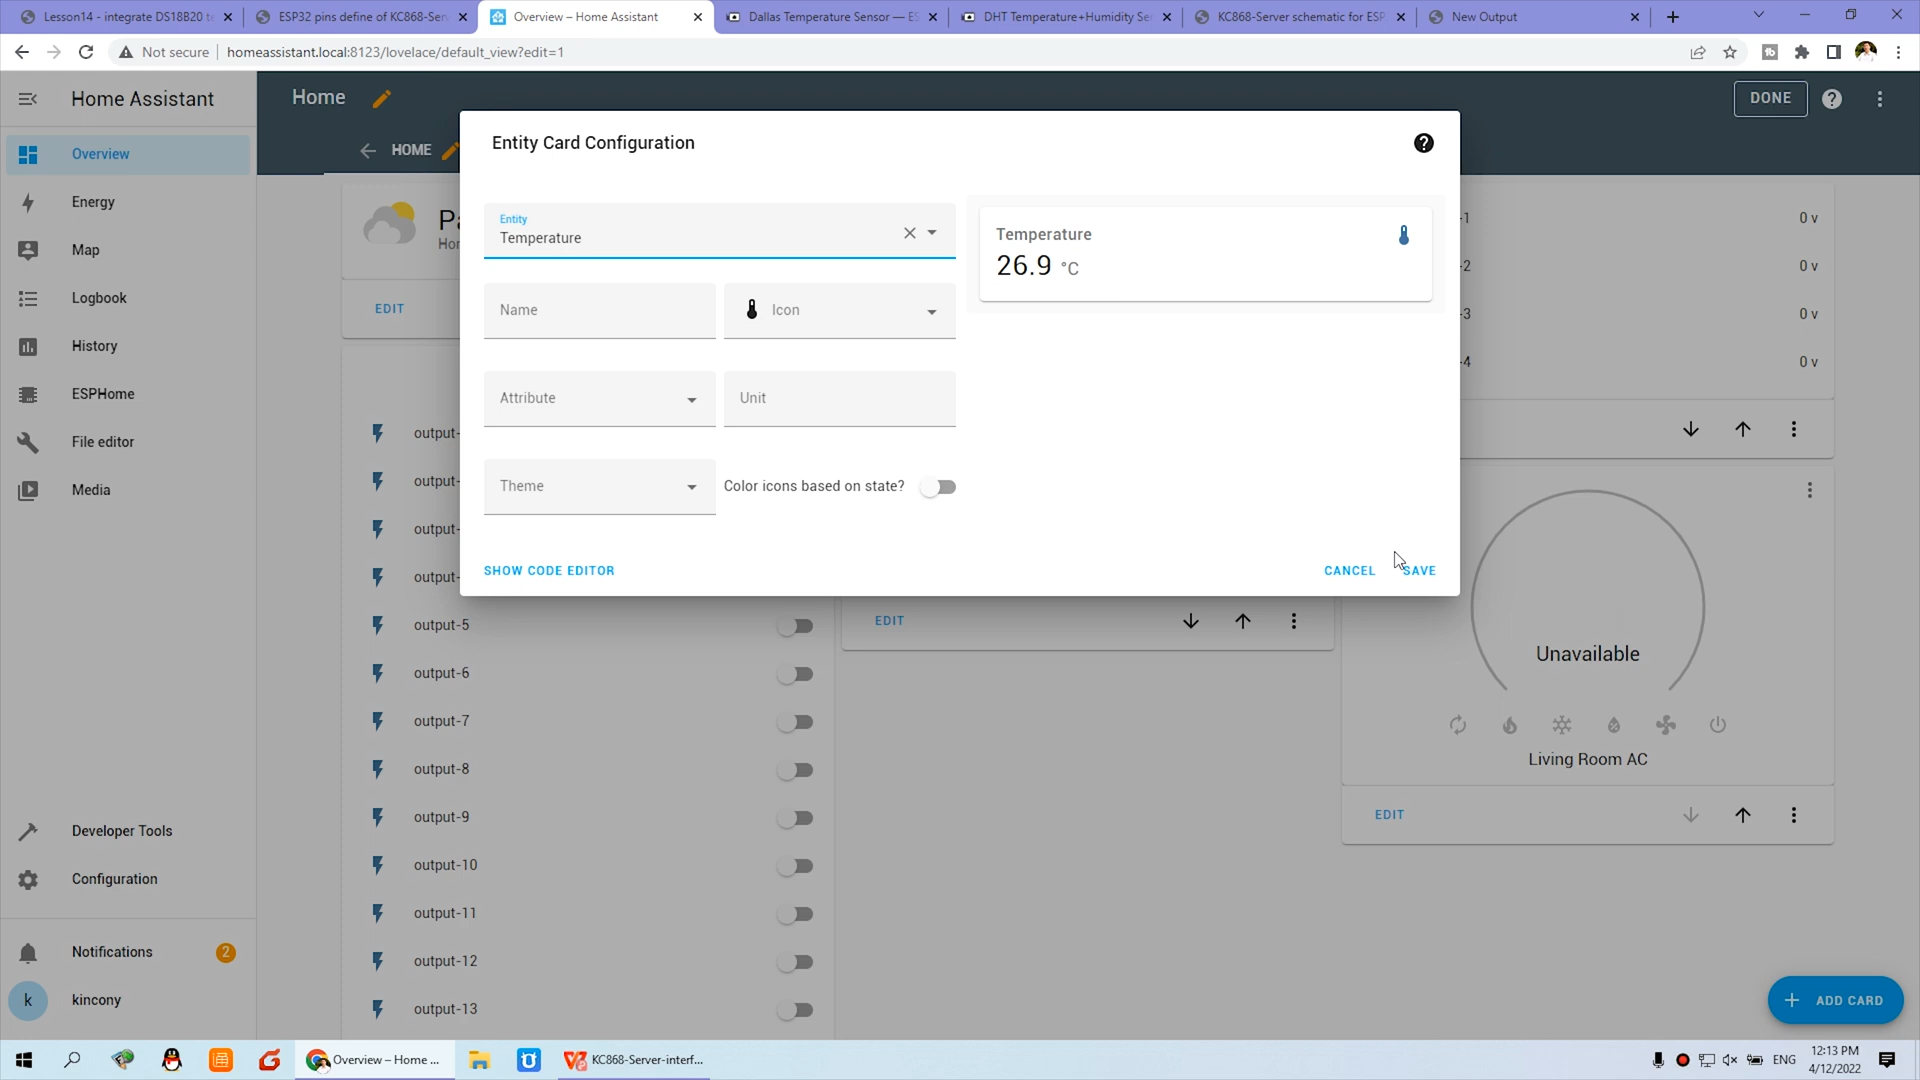 Lesson14 - integrate DS18B20 t
ESP32 pins define of KC868-Ser
Overview – Home Assistant
Dallas Temperature Sensor — ES
DHT Temperature+Humidity Se
KC868-Server schematic for ESP
New Output
Not secure
homeassistant.local:8123/lovelace/default_view?edit=1
Home Assistant
Home
DONE
HOME
Overview
Energy
Map
Logbook
History
ESPHome
File editor
Media
Developer Tools
Configuration
Notifications
2
k
kincony
Pa
Hor
EDIT
output-
output-
output-
output-
output-5
output-6
output-7
output-8
output-9
output-10
output-11
output-12
output-13
Entity Card Configuration
Entity
Temperature
Name
Icon
Attribute
Unit
Theme
Color icons based on state?
SHOW CODE EDITOR
CANCEL
SAVE
Temperature
26.9 °C
EDIT
-1
0 v
-2
0 v
-3
0 v
-4
0 v
Unavailable
Living Room AC
EDIT
ADD CARD
Overview – Home ...
KC868-Server-interf...
ENG
12:13 PM
4/12/2022